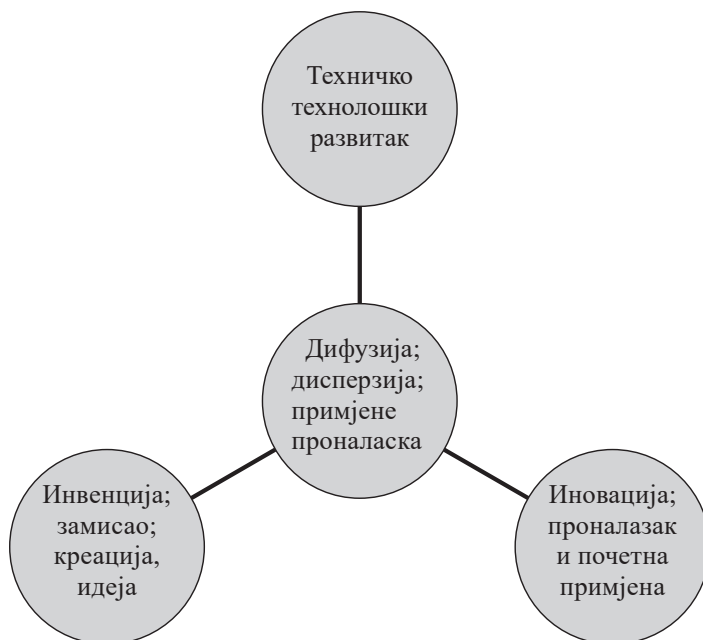 Техничко
технолошки
развитак
Дифузија;
дисперзија;
примјене
проналаска
Инвенција;
замисао;
креација,
идеја
Иновација;
проналазак
и почетна
примјена